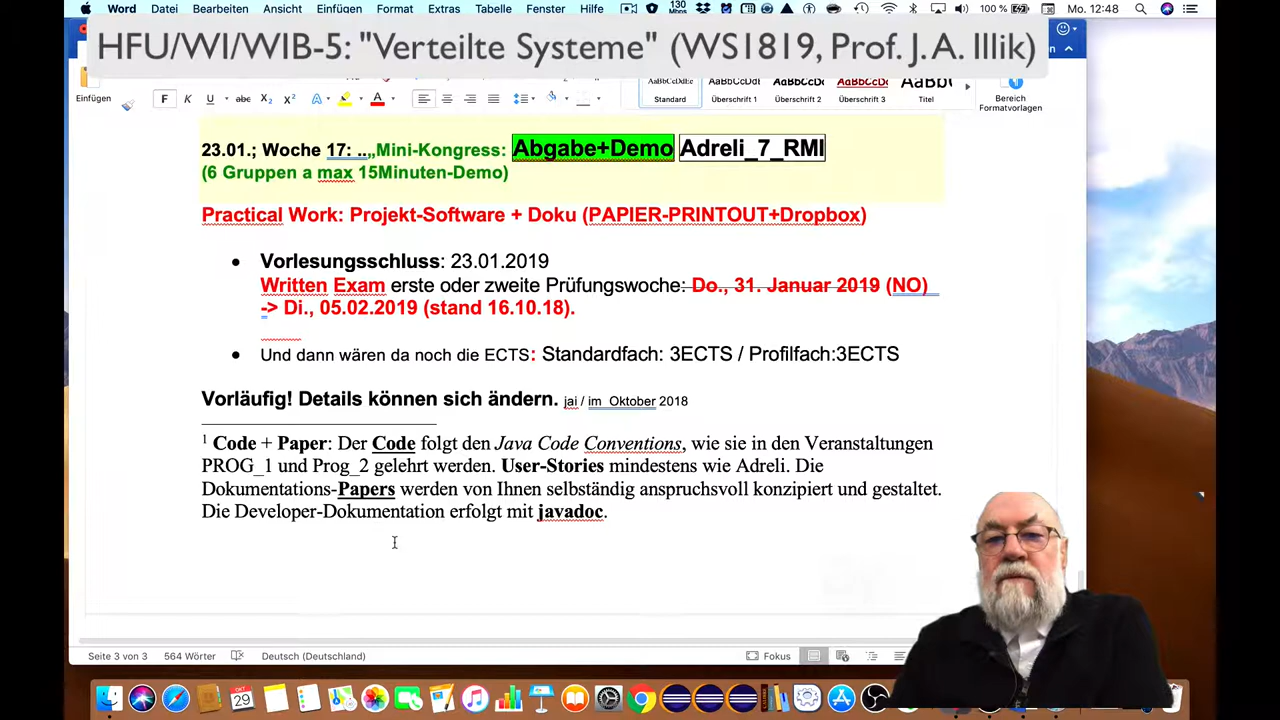 Word Datei Bearbeiten Ansicht Einfügen Format Extras Tabelle Fenster Hilfe 130 Mbps 100 % Mo. 12:48
HFU/WI/WIB-5: "Verteilte Systeme" (WS1819, Prof. J. A. Illik)
Einfügen F K U abc X2 X2 A A Standard Überschrift 1 Überschrift 2 Überschrift 3 Titel Bereich Formatvorlagen
23.01.; Woche 17: ..„Mini-Kongress: Abgabe+Demo Adreli_7_RMI
(6 Gruppen a max 15Minuten-Demo)
Practical Work: Projekt-Software + Doku (PAPIER-PRINTOUT+Dropbox)
• Vorlesungsschluss: 23.01.2019
Written Exam erste oder zweite Prüfungswoche: Do., 31. Januar 2019 (NO)
-> Di., 05.02.2019 (stand 16.10.18).
• Und dann wären da noch die ECTS: Standardfach: 3ECTS / Profilfach:3ECTS
Vorläufig! Details können sich ändern. jai / im Oktober 2018
1 Code + Paper: Der Code folgt den Java Code Conventions, wie sie in den Veranstaltungen
PROG_1 und Prog_2 gelehrt werden. User-Stories mindestens wie Adreli. Die
Dokumentations-Papers werden von Ihnen selbständig anspruchsvoll konzipiert und gestaltet.
Die Developer-Dokumentation erfolgt mit javadoc.
Seite 3 von 3 564 Wörter Deutsch (Deutschland) Fokus
OKT 29